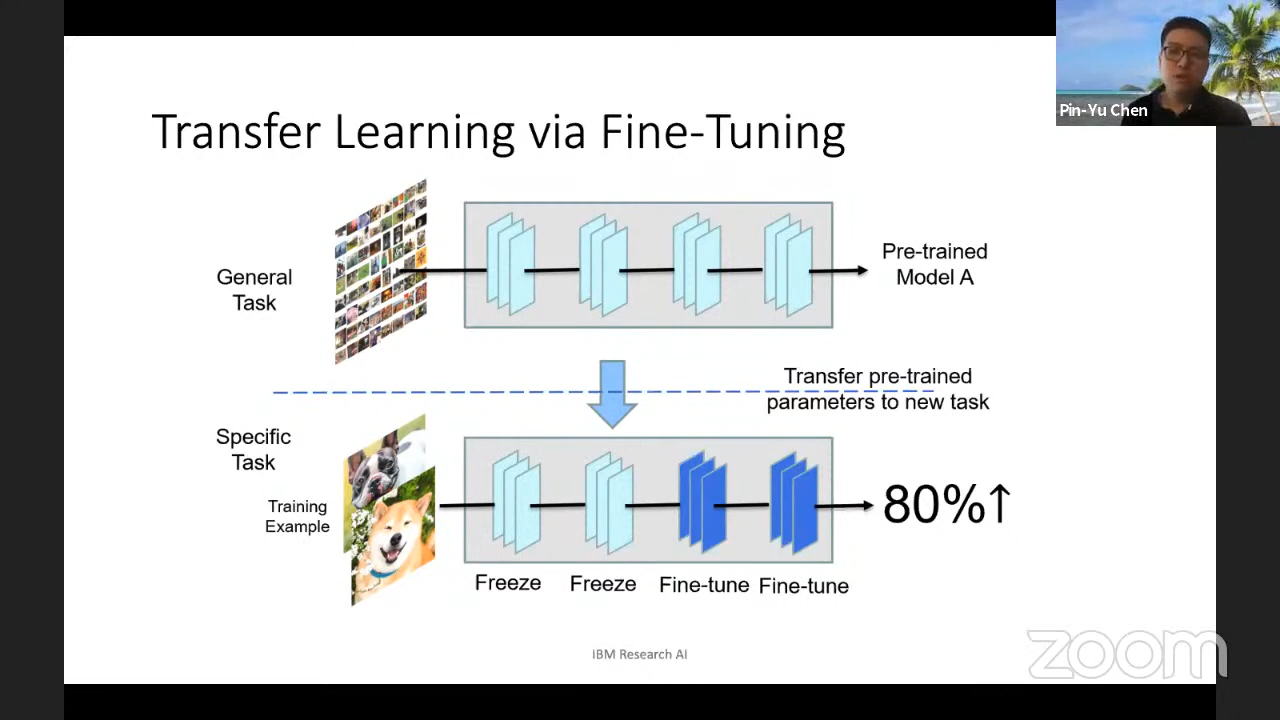 Pin-Yu Chen
Transfer Learning via Fine-Tuning
General
Task
Pre-trained
Model A
Transfer pre-trained
parameters to new task
Specific
Task
Training
Example
80%↑
Freeze
Freeze
Fine-tune
Fine-tune
IBM Research AI
zoom